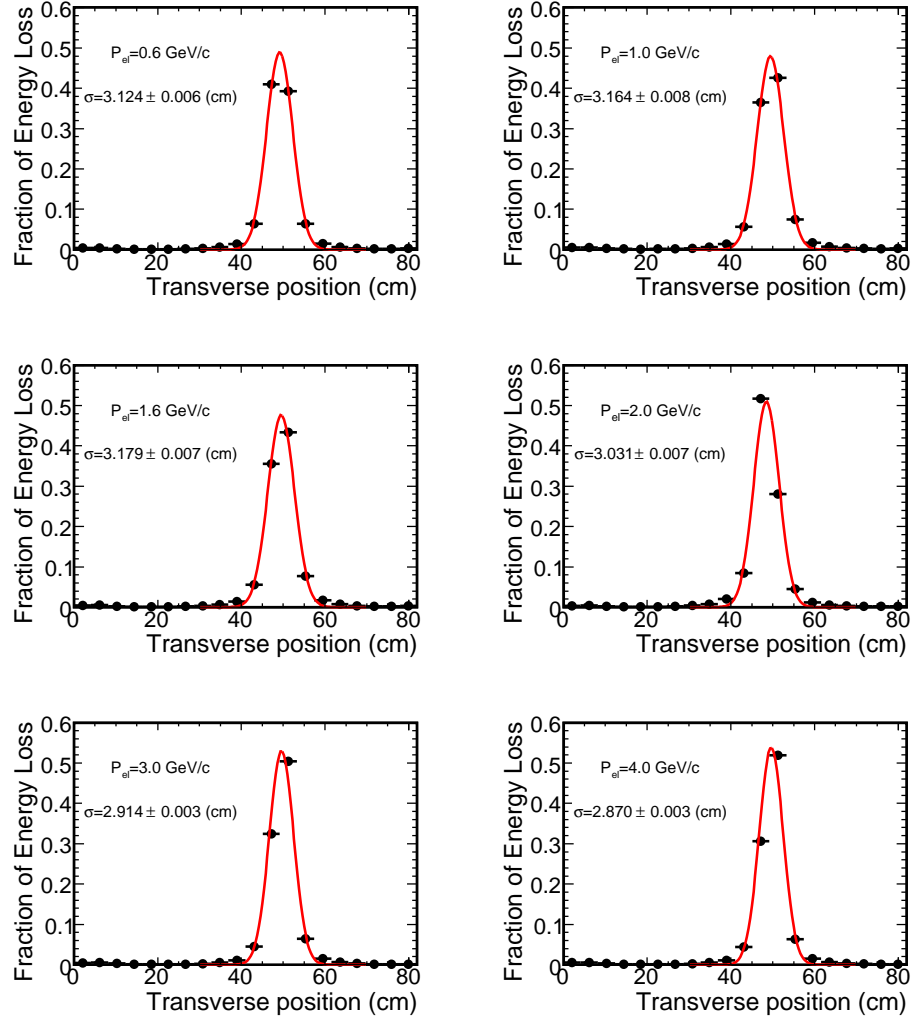 Fraction of Energy Loss
0.6
0.5
0.4
0.3
0.2
0.1
0
P_el=0.6 GeV/c
σ=3.124 ± 0.006 (cm)
0 20 40 60 80
Transverse position (cm)
Fraction of Energy Loss
0.6
0.5
0.4
0.3
0.2
0.1
0
P_el=1.0 GeV/c
σ=3.164 ± 0.008 (cm)
0 20 40 60 80
Transverse position (cm)
Fraction of Energy Loss
0.6
0.5
0.4
0.3
0.2
0.1
0
P_el=1.6 GeV/c
σ=3.179 ± 0.007 (cm)
0 20 40 60 80
Transverse position (cm)
Fraction of Energy Loss
0.6
0.5
0.4
0.3
0.2
0.1
0
P_el=2.0 GeV/c
σ=3.031 ± 0.007 (cm)
0 20 40 60 80
Transverse position (cm)
Fraction of Energy Loss
0.6
0.5
0.4
0.3
0.2
0.1
0
P_el=3.0 GeV/c
σ=2.914 ± 0.003 (cm)
0 20 40 60 80
Transverse position (cm)
Fraction of Energy Loss
0.6
0.5
0.4
0.3
0.2
0.1
0
P_el=4.0 GeV/c
σ=2.870 ± 0.003 (cm)
0 20 40 60 80
Transverse position (cm)